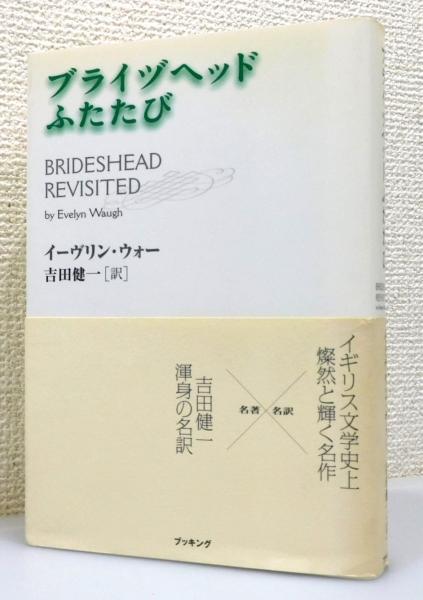 ブライヅヘッド
ふたたび
BRIDESHEAD
REVISITED
by Evelyn Waugh
イーヴリン・ウォー
吉田健一[訳]
イギリス文学史上
燦然と輝く名作
名著×名訳
吉田健一
渾身の名訳
ブッキング